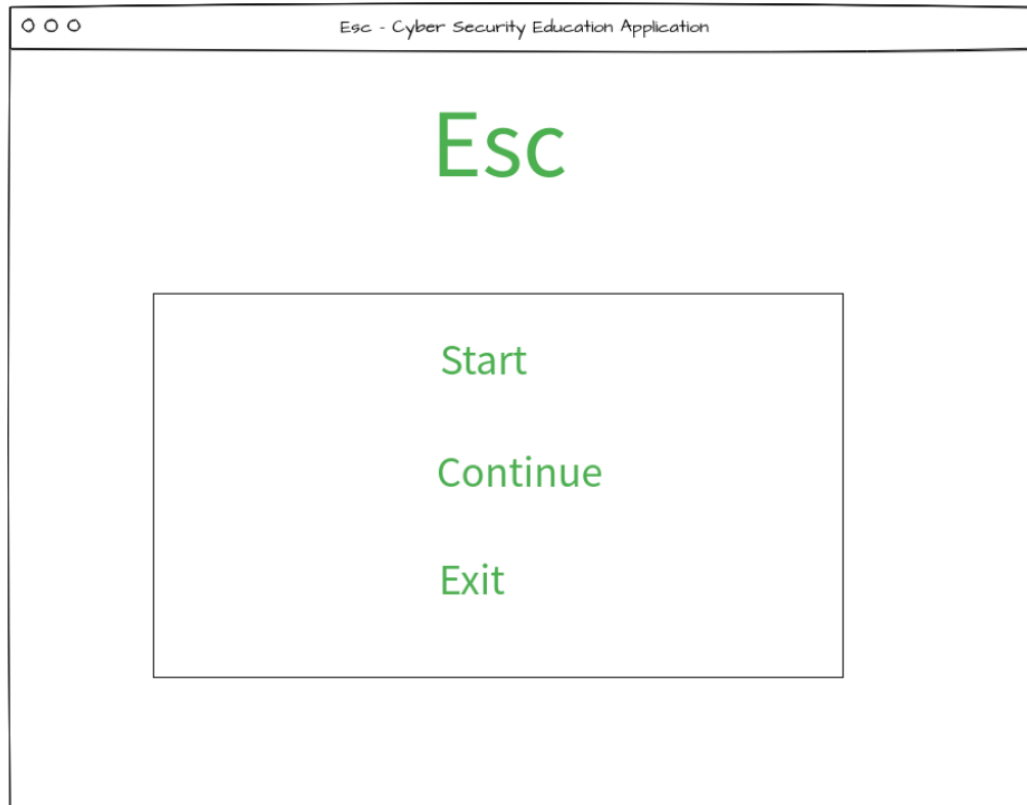 Esc - Cyber Security Education Application
Esc
Start
Continue
Exit